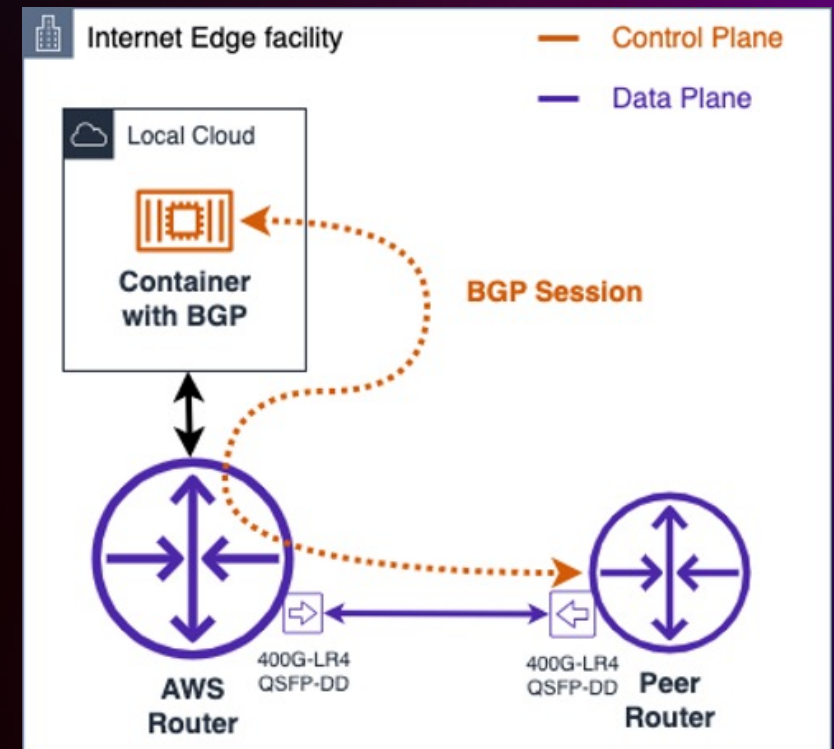 Internet Edge facility
Control Plane
Data Plane
Local Cloud
Container
with BGP
BGP Session
400G-LR4
QSFP-DD
AWS
Router
400G-LR4
QSFP-DD
Peer
Router